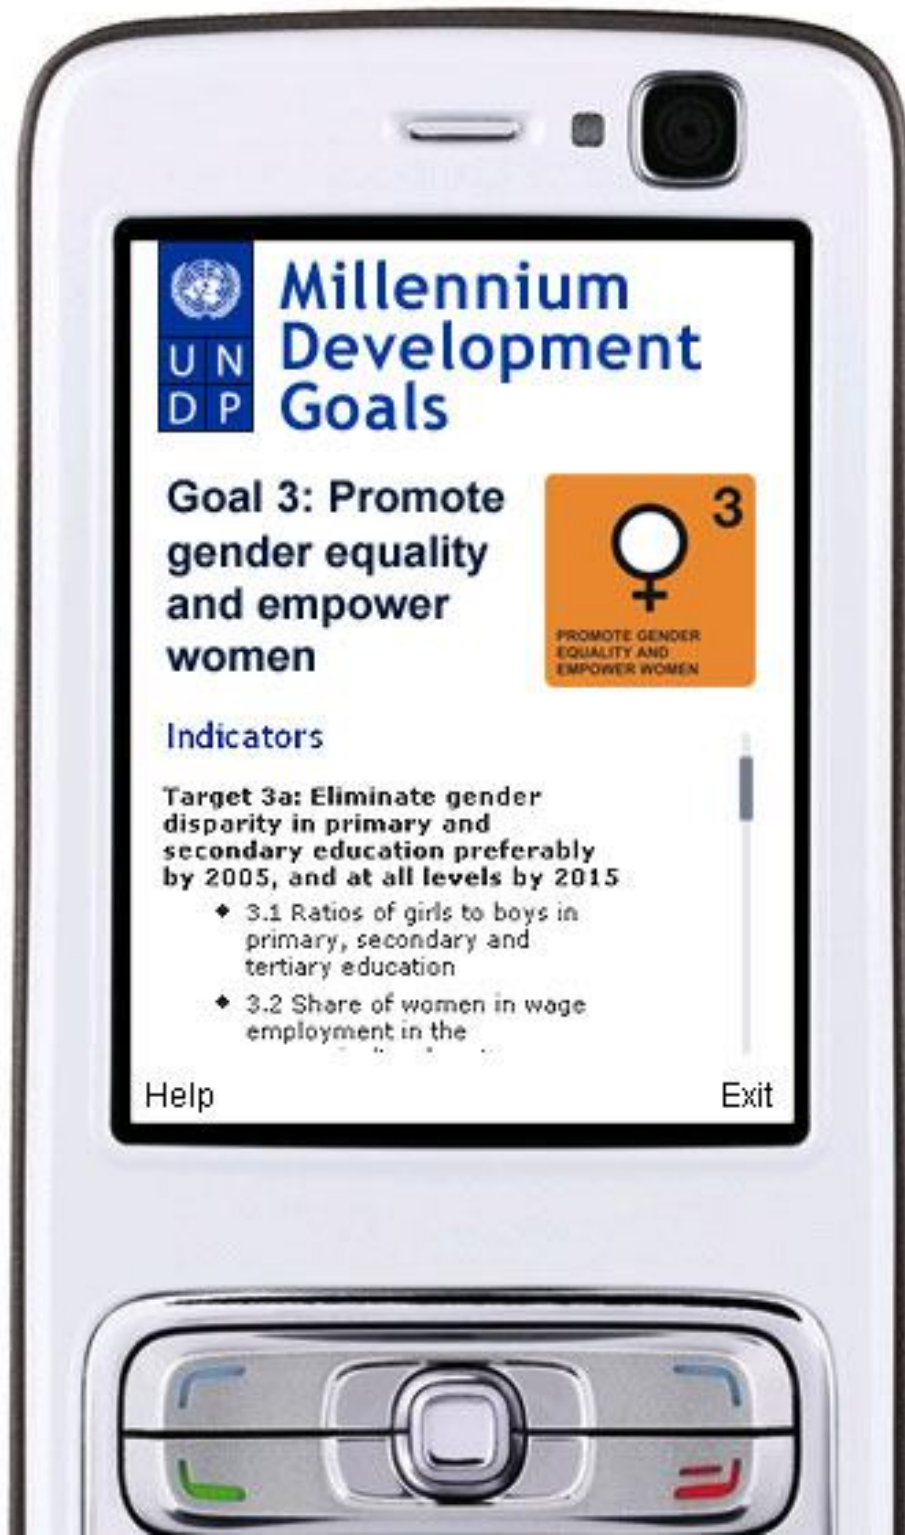 UN
DP
Millennium
Development
Goals
Goal 3: Promote
gender equality
and empower
women
3
PROMOTE GENDER
EQUALITY AND
EMPOWER WOMEN
Indicators
Target 3a: Eliminate gender
disparity in primary and
secondary education preferably
by 2005, and at all levels by 2015
3.1 Ratios of girls to boys in
primary, secondary and
tertiary education
3.2 Share of women in wage
employment in the
Help
Exit